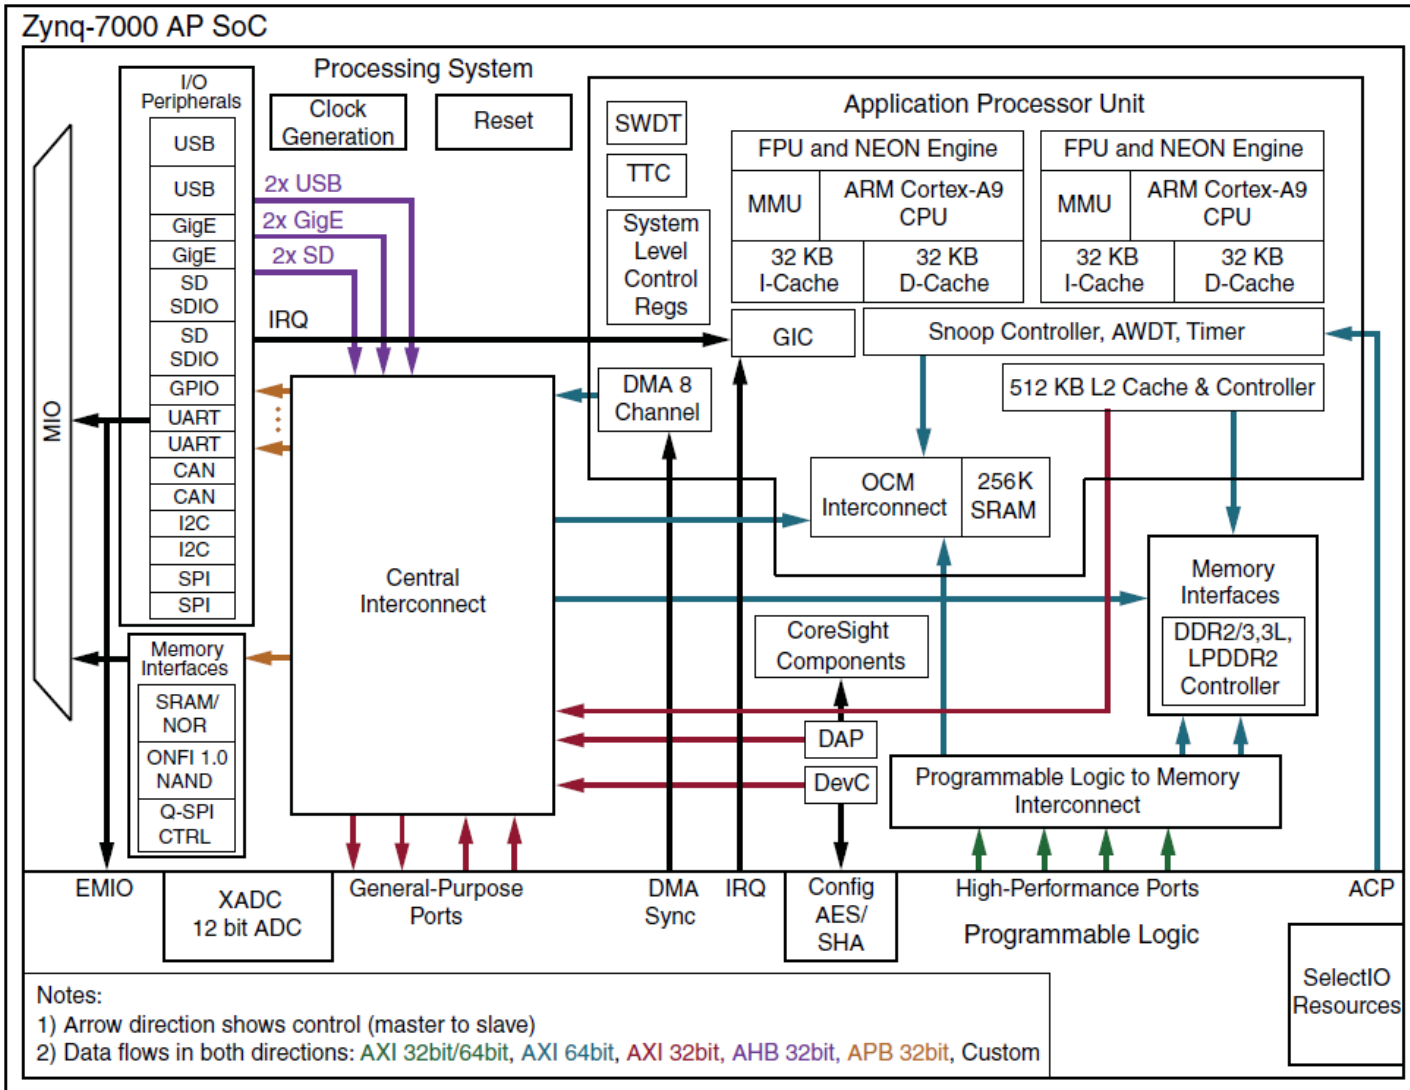 Zynq-7000 AP SoC
Processing System
I/O
Peripherals
USB
USB
GigE
GigE
SD
SDIO
SD
SDIO
GPIO
UART
UART
CAN
CAN
I2C
I2C
SPI
SPI
MIO
Clock
Generation
Reset
2x USB
2x GigE
2x SD
IRQ
Application Processor Unit
SWDT
TTC
System
Level
Control
Regs
FPU and NEON Engine
MMU
ARM Cortex-A9
CPU
32 KB
I-Cache
32 KB
D-Cache
FPU and NEON Engine
MMU
ARM Cortex-A9
CPU
32 KB
I-Cache
32 KB
D-Cache
GIC
Snoop Controller, AWDT, Timer
DMA 8
Channel
512 KB L2 Cache & Controller
OCM
Interconnect
256K
SRAM
Central
Interconnect
Memory
Interfaces
DDR2/3,3L,
LPDDR2
Controller
CoreSight
Components
DAP
DevC
Programmable Logic to Memory
Interconnect
Memory
Interfaces
SRAM/
NOR
ONFI 1.0
NAND
Q-SPI
CTRL
EMIO
XADC
12 bit ADC
General-Purpose
Ports
DMA
Sync
IRQ
Config
AES/
SHA
High-Performance Ports
ACP
Programmable Logic
SelectIO
Resources
Notes:
1) Arrow direction shows control (master to slave)
2) Data flows in both directions: AXI 32bit/64bit, AXI 64bit, AXI 32bit, AHB 32bit, APB 32bit, Custom